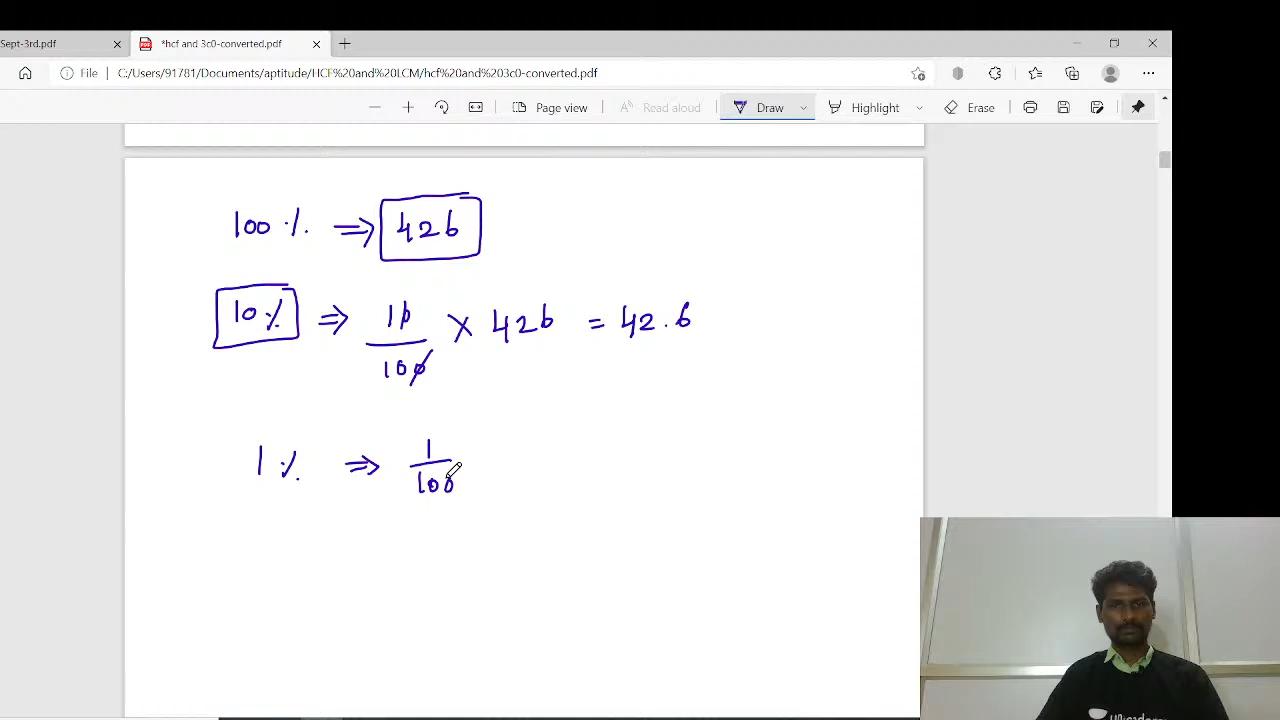 Sept-3rd.pdf
*hcf and 3c0-converted.pdf
File C:/Users/91781/Documents/aptitude/HCF%20and%20LCM/hcf%20and%203c0-converted.pdf
Page view Read aloud Draw Highlight Erase
100 % ⇒ 426
10% ⇒ 10/100 × 426 = 42.6
1 % ⇒ 1/100